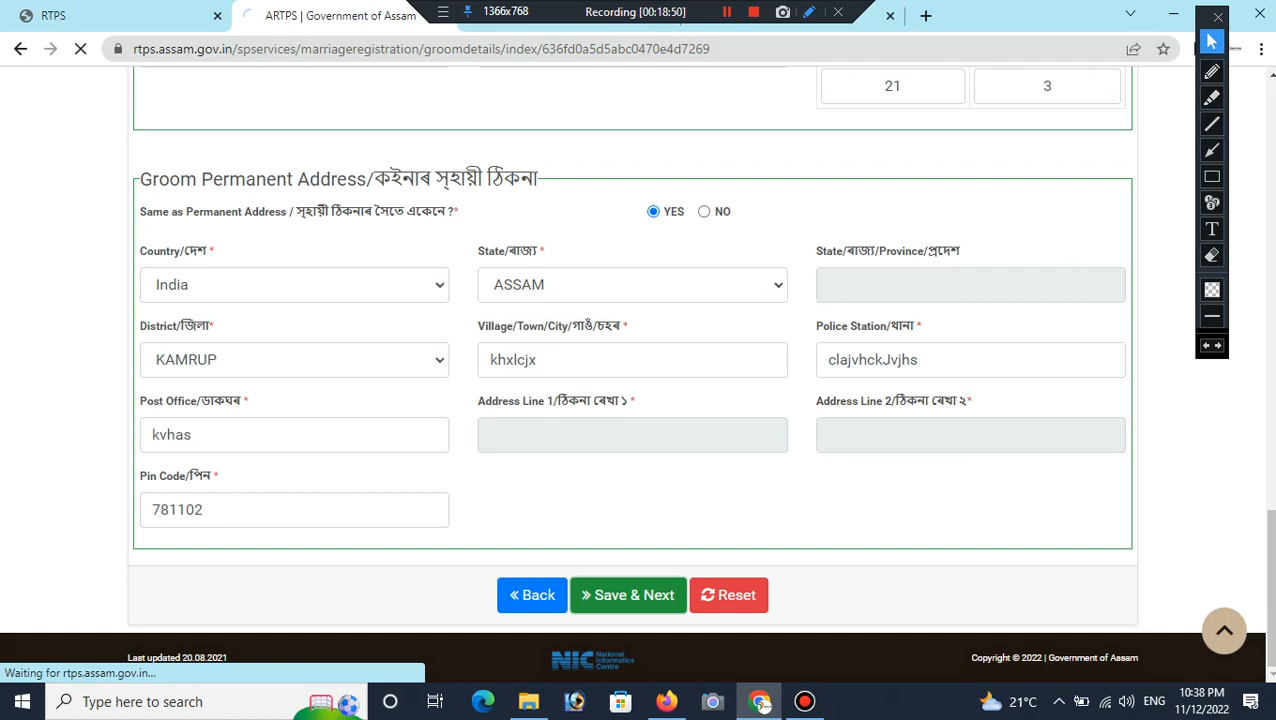 RTPS
ARTPS | Government of Assam
1366x768
Recording [00:18:50]
rtps.assam.gov.in/spservices/marriageregistration/groomdetails/index/636fd0a5d5abc0470e4d7269
21 3
Groom Permanent Address/কইনাৰ স্হায়ী ঠিকনা
Same as Permanent Address / স্হায়ী ঠিকনাৰ সৈতে একেনে ?* YES NO
Country/দেশ * State/ৰাজ্য * State/ৰাজ্য/Province/প্ৰদেশ
India ASSAM
District/জিলা* Village/Town/City/গাওঁ/চহৰ * Police Station/থানা *
KAMRUP khxlcjx clajvhckJvjhs
Post Office/ডাকঘৰ * Address Line 1/ঠিকনা ৰেখা ১ * Address Line 2/ঠিকনা ৰেখা ২*
kvhas
Pin Code/পিন *
781102
« Back » Save & Next Reset
Last updated 20.08.2021 NIC National Informatics Centre Government of Assam
Waiting for rtps.assam.gov.in...
Type here to search 21°C ENG 10:38 PM
11/12/2022